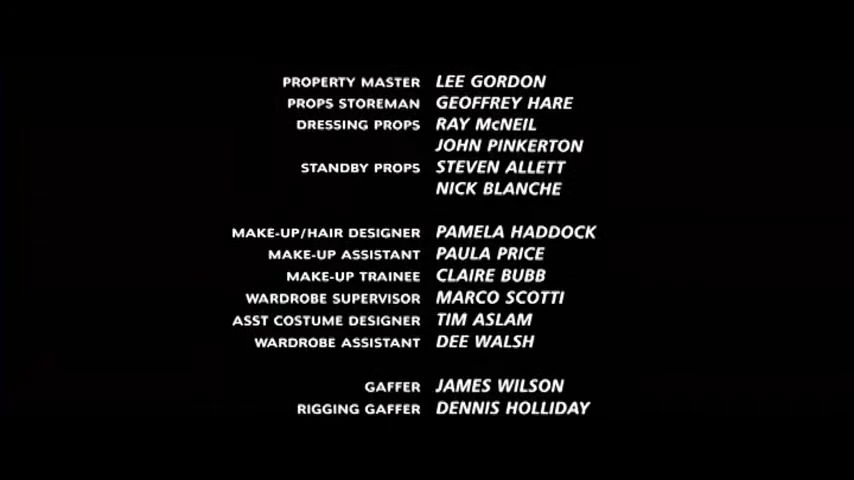 PROPERTY MASTER LEE GORDON
PROPS STOREMAN GEOFFREY HARE
DRESSING PROPS RAY McNEIL
JOHN PINKERTON
STANDBY PROPS STEVEN ALLETT
NICK BLANCHE
MAKE-UP/HAIR DESIGNER PAMELA HADDOCK
MAKE-UP ASSISTANT PAULA PRICE
MAKE-UP TRAINEE CLAIRE BUBB
WARDROBE SUPERVISOR MARCO SCOTTI
ASST COSTUME DESIGNER TIM ASLAM
WARDROBE ASSISTANT DEE WALSH
GAFFER JAMES WILSON
RIGGING GAFFER DENNIS HOLLIDAY